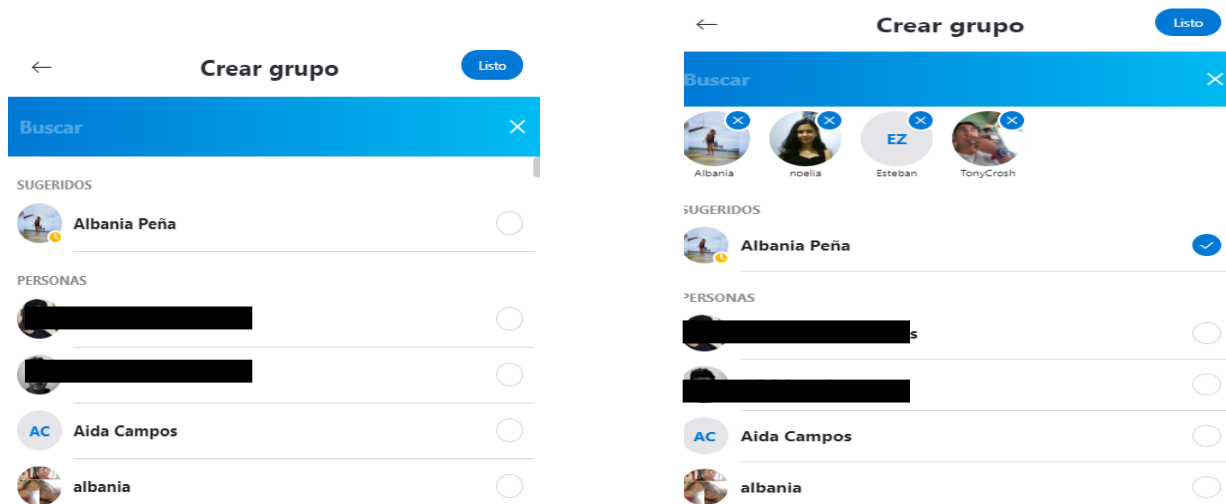 Crear grupo
Listo
Buscar
SUGERIDOS
Albania Peña
PERSONAS
AC Aida Campos
albania
Crear grupo
Listo
Buscar
Albania noelia Esteban TonyCrosh
EZ
SUGERIDOS
Albania Peña
PERSONAS
s
AC Aida Campos
albania